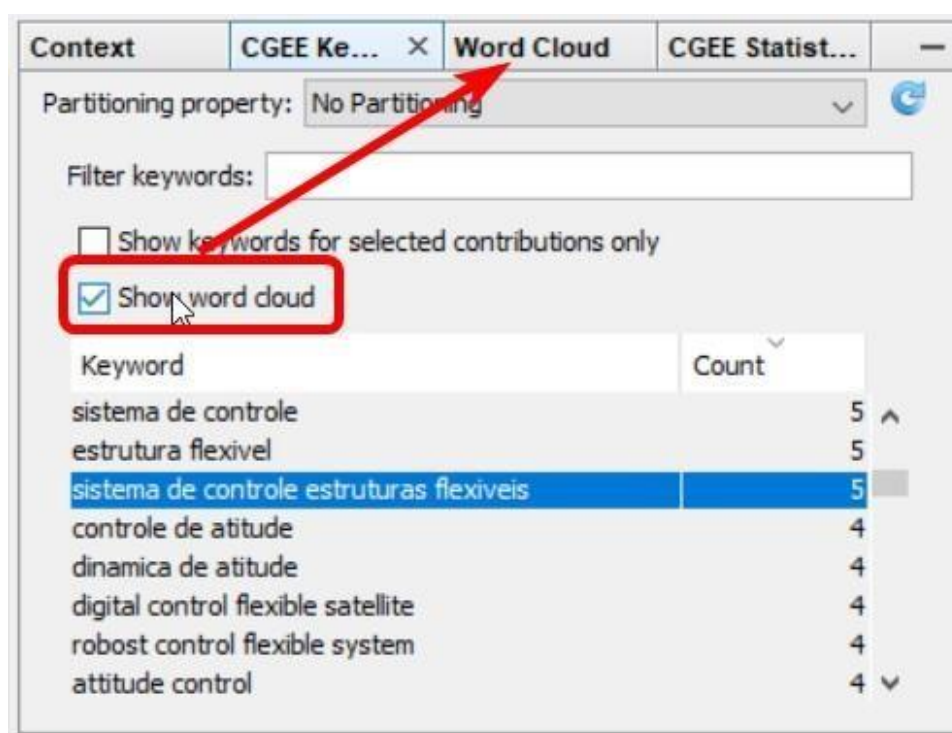 Context CGEE Ke... Word Cloud CGEE Statist...
Partitioning property: No Partitioning
Filter keywords:
Show keywords for selected contributions only
Show word cloud
Keyword Count
sistema de controle 5
estrutura flexivel 5
sistema de controle estruturas flexiveis 5
controle de atitude 4
dinamica de atitude 4
digital control flexible satellite 4
robost control flexible system 4
attitude control 4